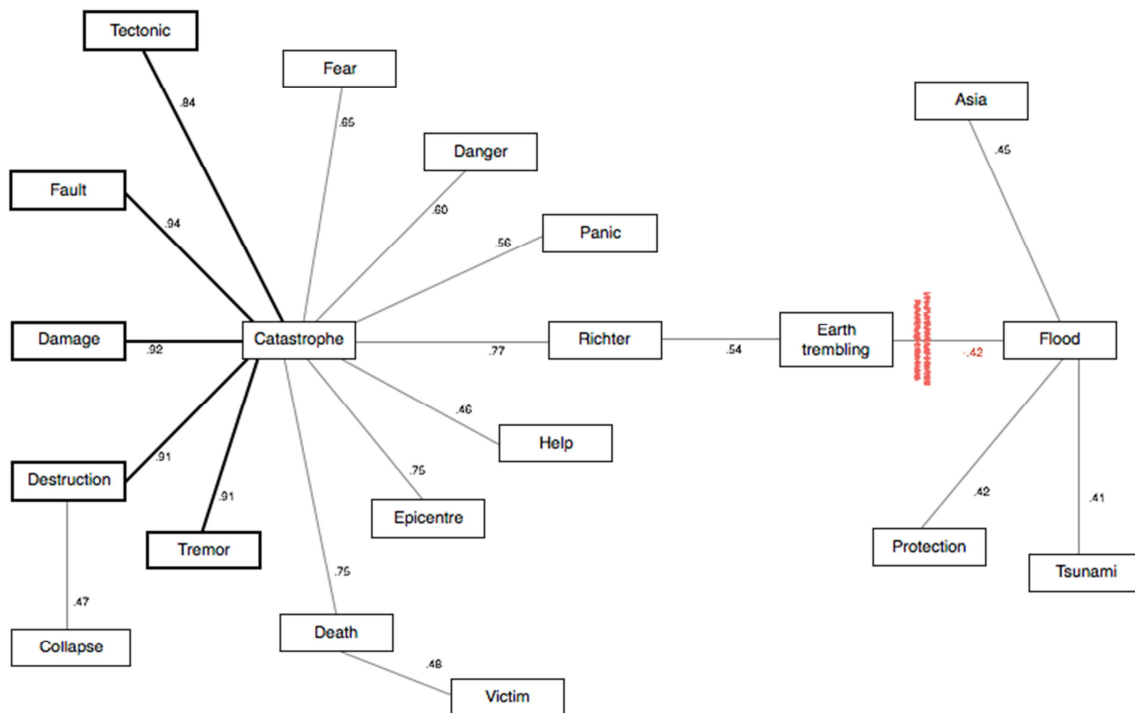 Tectonic
Fear
Asia
.84
.65
Danger
.45
Fault
.60
Panic
.94
.56
Damage
Catastrophe
Richter
Earth
trembling
Flood
.92
.77
.54
-.42
.46
Help
Destruction
.91
.75
.91
Epicentre
.42
.41
Tremor
Protection
Tsunami
.75
.47
Death
Collapse
.48
Victim